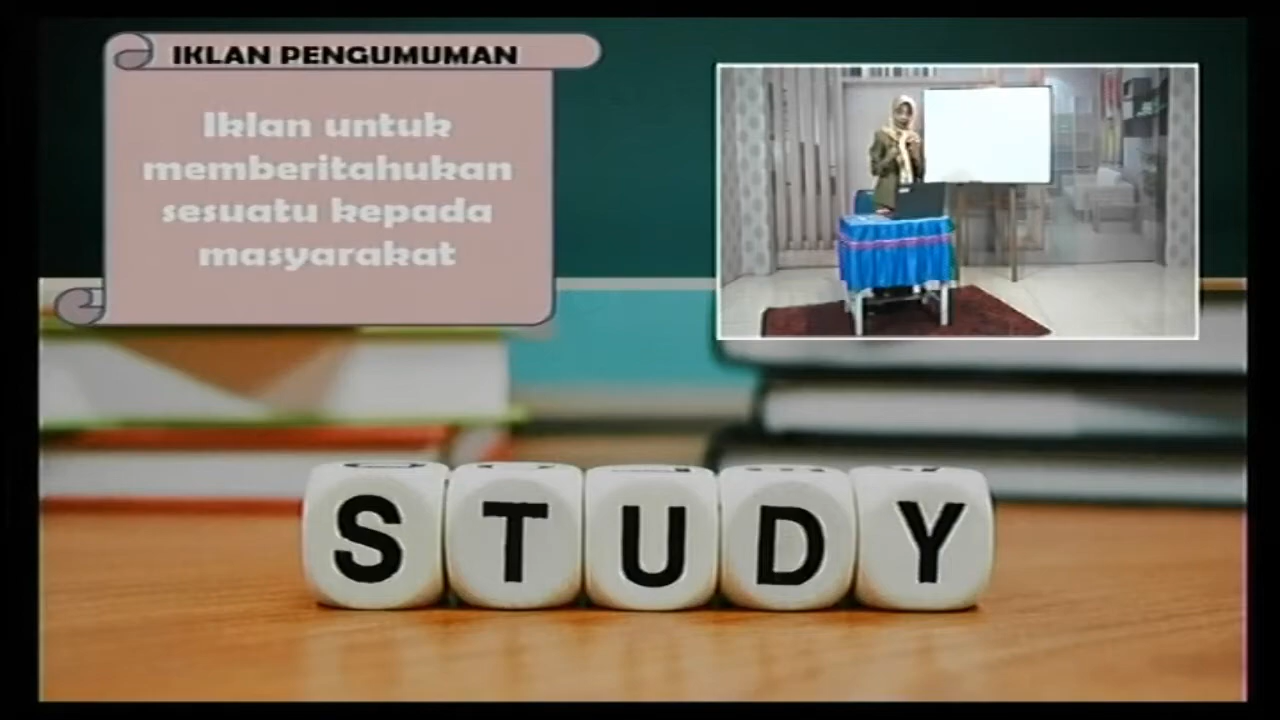 IKLAN PENGUMUMAN
Iklan untuk
memberitahukan
sesuatu kepada
masyarakat
STUDY